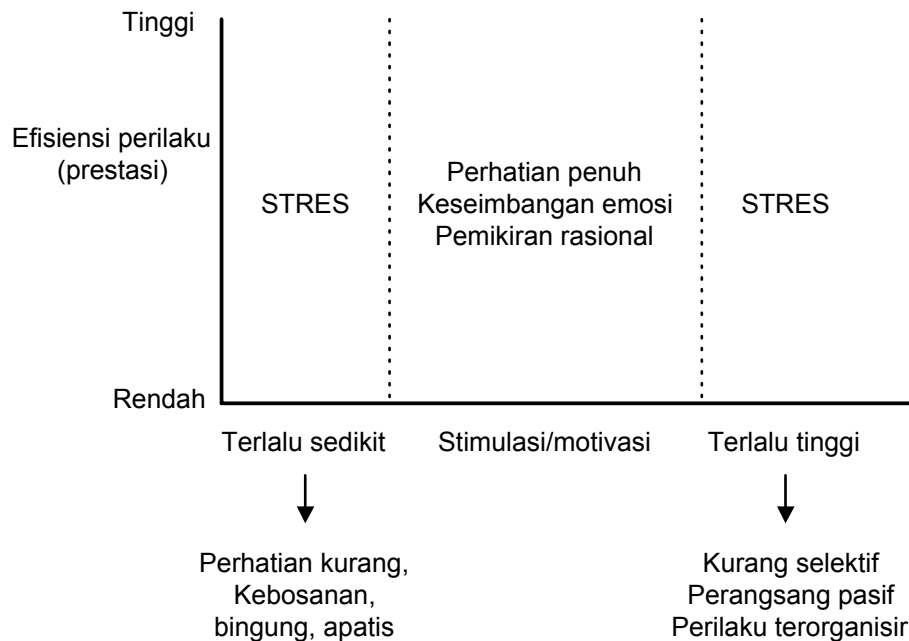 Tinggi
Efisiensi perilaku
(prestasi)
STRES
Perhatian penuh
Keseimbangan emosi
Pemikiran rasional
STRES
Rendah
Terlalu sedikit
Stimulasi/motivasi
Terlalu tinggi
Perhatian kurang,
Kebosanan,
bingung, apatis
Kurang selektif
Perangsang pasif
Perilaku terorganisir